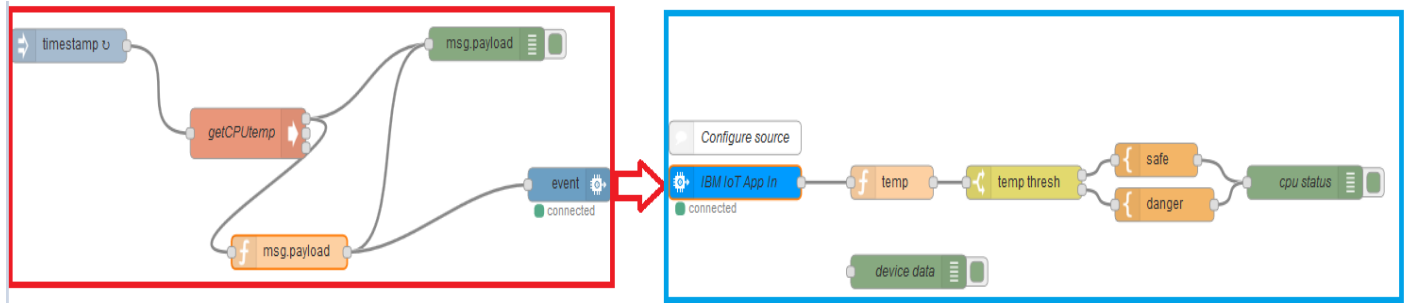 timestamp ↻
msg.payload
getCPUtemp
event
connected
msg.payload
Configure source
IBM IoT App In
connected
temp
temp thresh
safe
danger
cpu status
device data